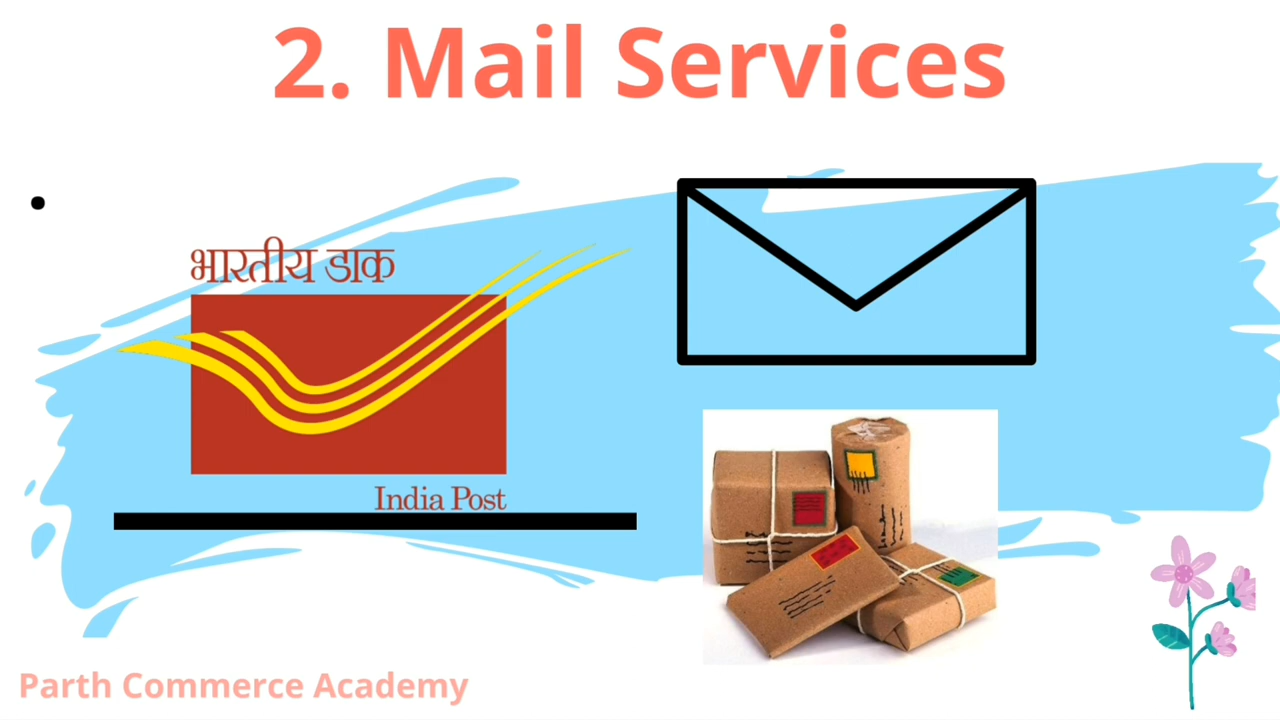 2. Mail Services
भारतीय डाक
India Post
Parth Commerce Academy